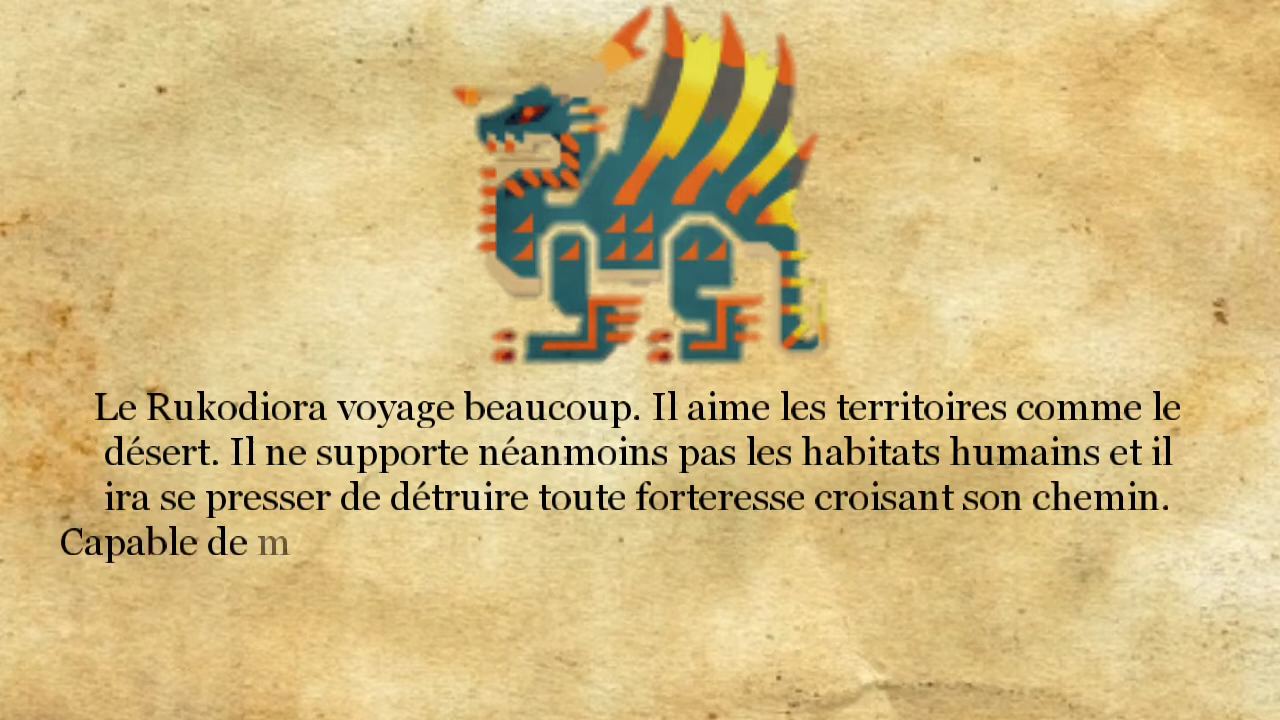 Le Rukodiora voyage beaucoup. Il aime les territoires comme le
désert. Il ne supporte néanmoins pas les habitats humains et il
ira se presser de détruire toute forteresse croisant son chemin.
Capable de m